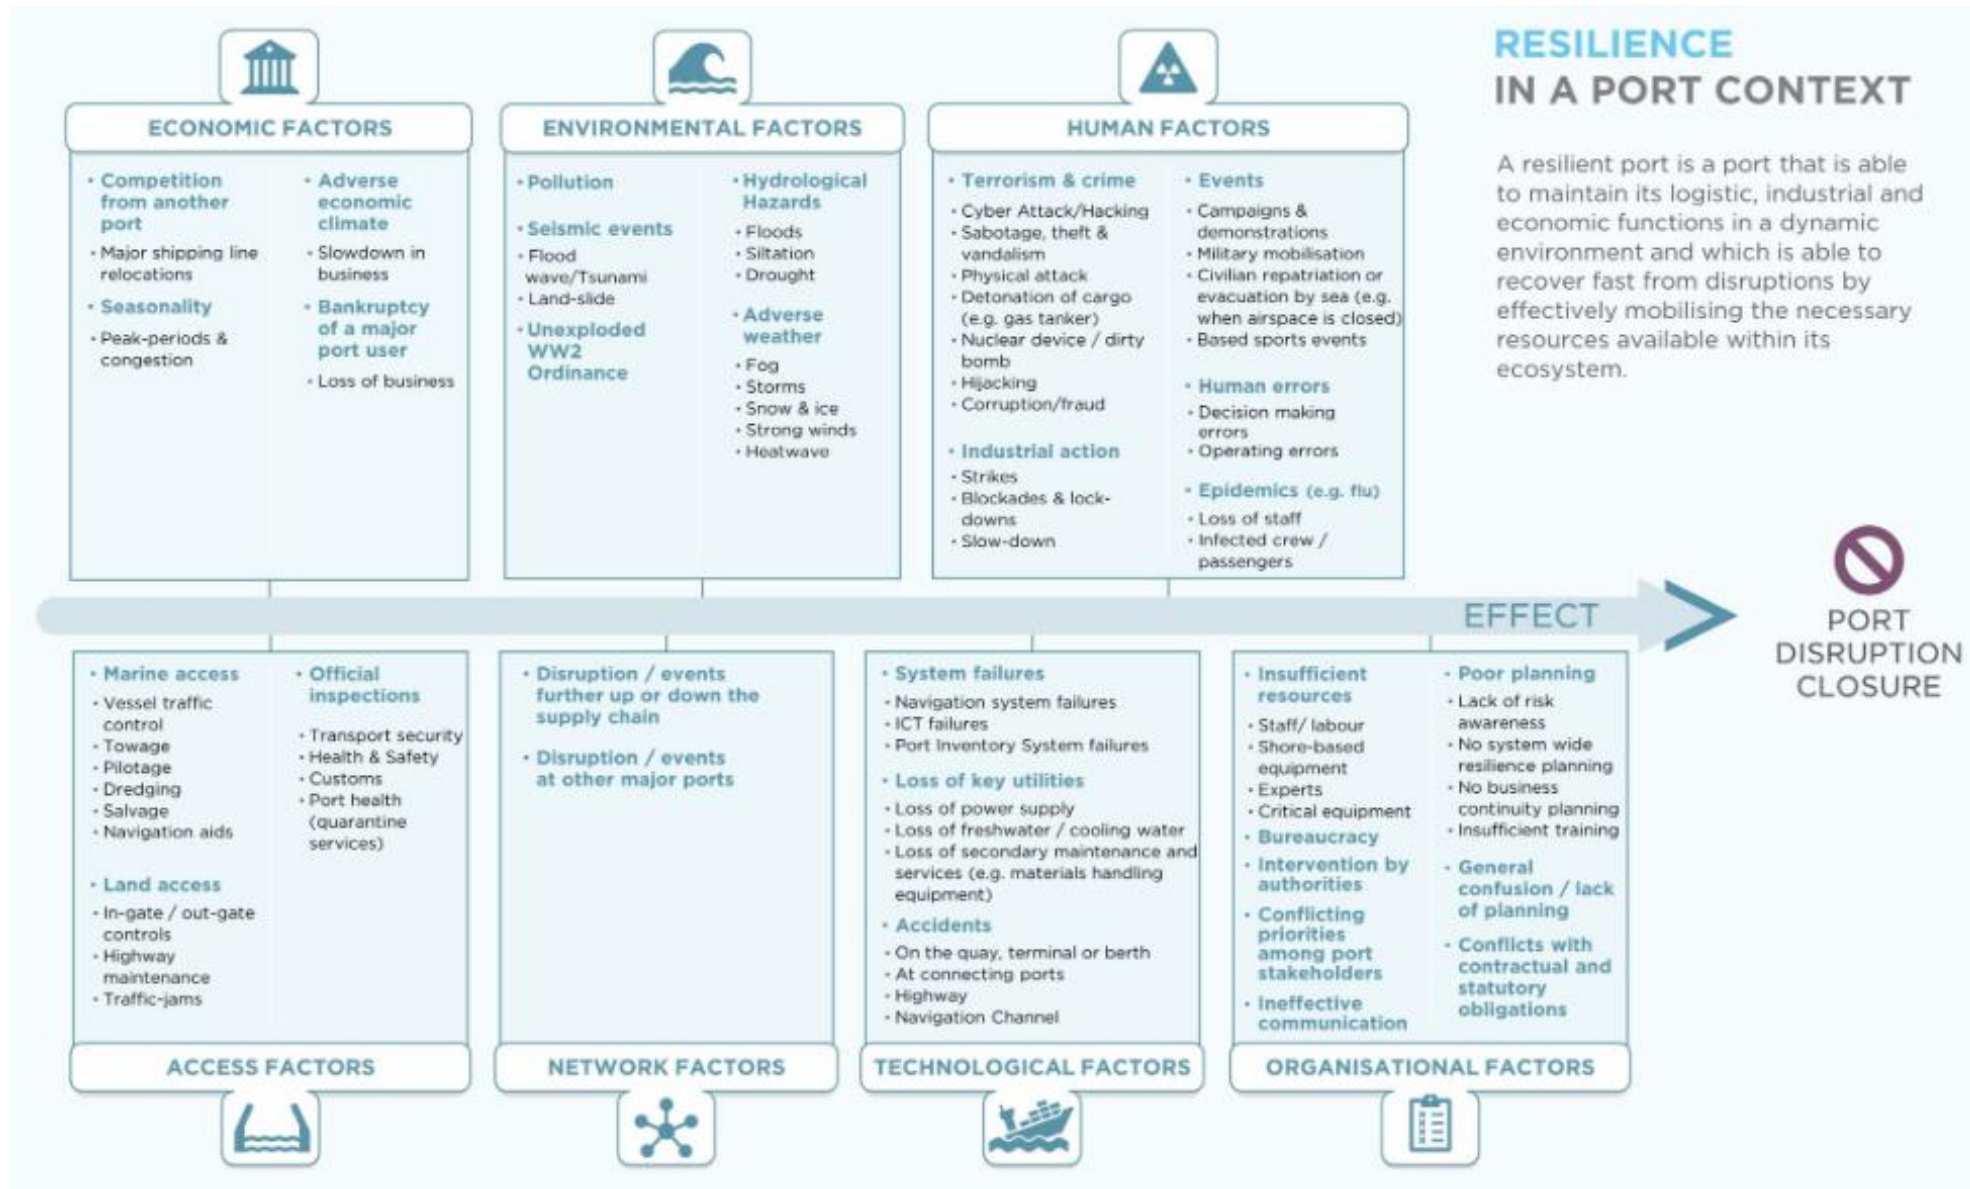 RESILIENCE
IN A PORT CONTEXT
A resilient port is a port that is able
to maintain its logistic, industrial and
economic functions in a dynamic
environment and which is able to
recover fast from disruptions by
effectively mobilising the necessary
resources available within its
ecosystem.
ECONOMIC FACTORS
• Competition
from another
port
• Major shipping line
relocations
• Seasonality
• Peak-periods &
congestion
• Adverse
economic
climate
• Slowdown in
business
• Bankruptcy
of a major
port user
• Loss of business
ENVIRONMENTAL FACTORS
• Pollution
• Seismic events
• Flood
wave/Tsunami
• Land-slide
• Unexploded
WW2
Ordinance
• Hydrological
Hazards
• Floods
• Siltation
• Drought
• Adverse
weather
• Fog
• Storms
• Snow & ice
• Strong winds
• Heatwave
HUMAN FACTORS
• Terrorism & crime
• Cyber Attack/Hacking
• Sabotage, theft &
vandalism
• Physical attack
• Detonation of cargo
(e.g. gas tanker)
• Nuclear device / dirty
bomb
• Hijacking
• Corruption/fraud
• Industrial action
• Strikes
• Blockades & lock-
downs
• Slow-down
• Events
• Campaigns &
demonstrations
• Military mobilisation
• Civilian repatriation or
evacuation by sea (e.g.
when airspace is closed)
• Based sports events
• Human errors
• Decision making
errors
• Operating errors
• Epidemics (e.g. flu)
• Loss of staff
• Infected crew /
passengers
EFFECT
PORT
DISRUPTION
CLOSURE
• Marine access
• Vessel traffic
control
• Towage
• Pilotage
• Dredging
• Salvage
• Navigation aids
• Land access
• In-gate / out-gate
controls
• Highway
maintenance
• Traffic-jams
• Official
inspections
• Transport security
• Health & Safety
• Customs
• Port health
(quarantine
services)
ACCESS FACTORS
• Disruption / events
further up or down the
supply chain
• Disruption / events
at other major ports
NETWORK FACTORS
• System failures
• Navigation system failures
• ICT failures
• Port Inventory System failures
• Loss of key utilities
• Loss of power supply
• Loss of freshwater / cooling water
• Loss of secondary maintenance and
services (e.g. materials handling
equipment)
• Accidents
• On the quay, terminal or berth
• At connecting ports
• Highway
• Navigation Channel
TECHNOLOGICAL FACTORS
• Insufficient
resources
• Staff/ labour
• Shore-based
equipment
• Experts
• Critical equipment
• Bureaucracy
• Intervention by
authorities
• Conflicting
priorities
among port
stakeholders
• Ineffective
communication
• Poor planning
• Lack of risk
awareness
• No system wide
resilience planning
• No business
continuity planning
• Insufficient training
• General
confusion / lack
of planning
• Conflicts with
contractual and
statutory
obligations
ORGANISATIONAL FACTORS